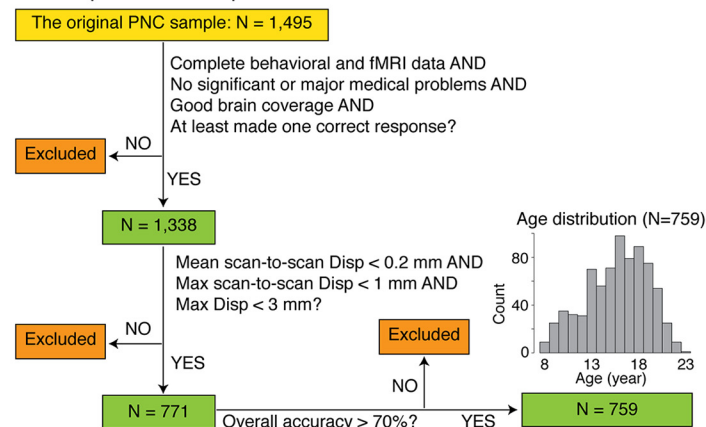 The original PNC sample: N = 1,495
Complete behavioral and fMRI data AND
No significant or major medical problems AND
Good brain coverage AND
At least made one correct response?
NO
Excluded
YES
N = 1,338
Mean scan-to-scan Disp < 0.2 mm AND
Max scan-to-scan Disp < 1 mm AND
Max Disp < 3 mm?
NO
Excluded
YES
N = 771
Overall accuracy > 70%?
NO
Excluded
YES
N = 759
Age distribution (N=759)
Count
80
40
0
8 13 18 23
Age (year)